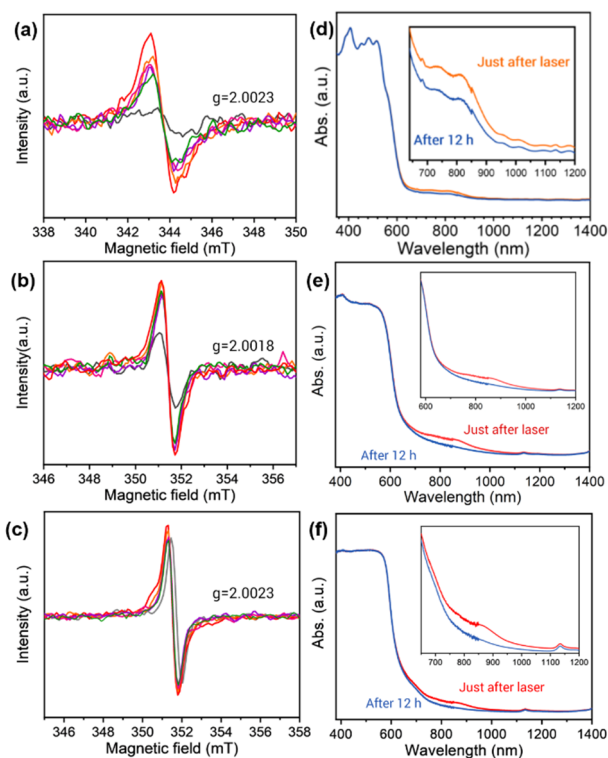 (a)
Intensity (a.u.)
g=2.0023
338 340 342 344 346 348 350
Magnetic field (mT)
(d)
Abs. (a.u.)
Just after laser
After 12 h
700 800 900 1000 1100 1200
400 600 800 1000 1200 1400
Wavelength (nm)
(b)
Intensity(a.u.)
g=2.0018
346 348 350 352 354 356
Magnetic field (mT)
(e)
Abs. (a.u.)
600 800 1000 1200
Just after laser
After 12 h
400 600 800 1000 1200 1400
Wavelength (nm)
(c)
Intensity (a.u.)
g=2.0023
346 348 350 352 354 356 358
Magnetic field (mT)
(f)
Abs. (a.u.)
700 800 900 1000 1100 1200
Just after laser
After 12 h
400 600 800 1000 1200 1400
Wavelength (nm)